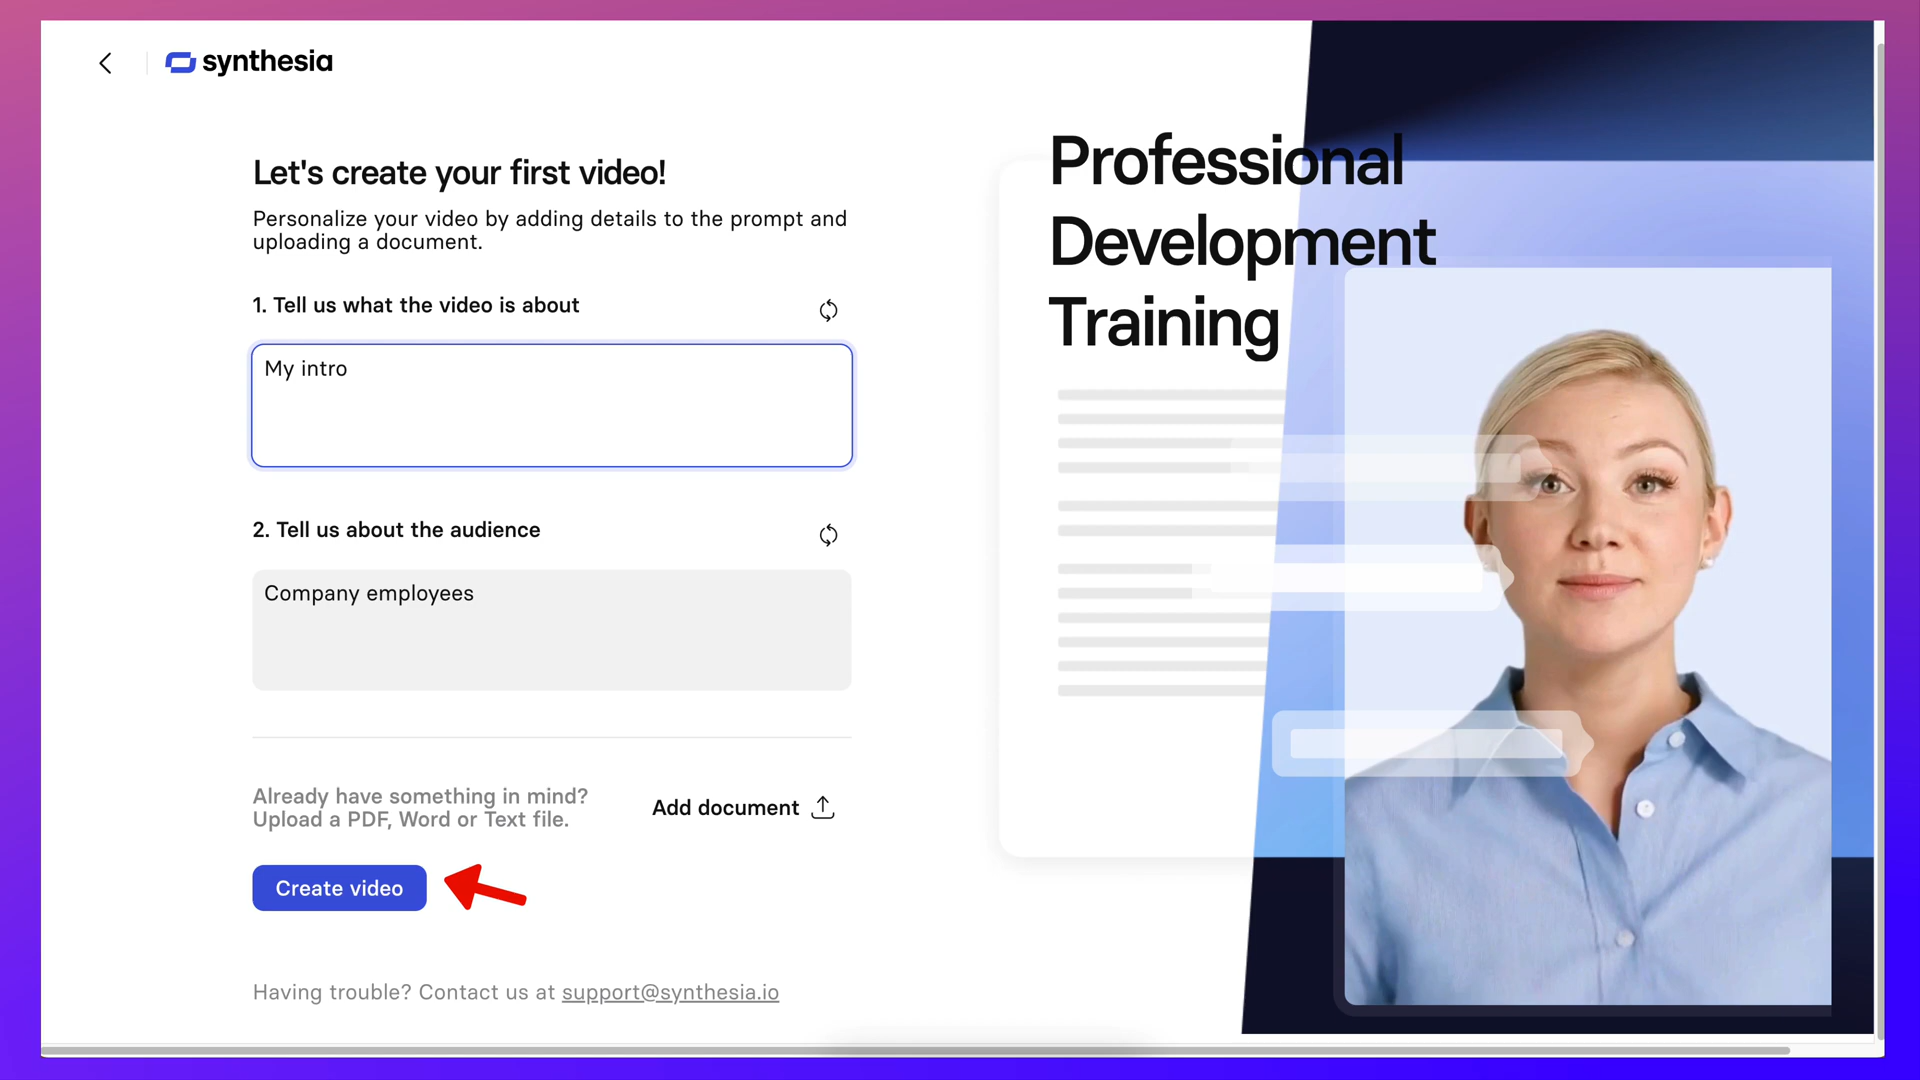 synthesia
Let's create your first video!
Personalize your video by adding details to the prompt and
uploading a document.
1. Tell us what the video is about
My intro
2. Tell us about the audience
Company employees
Already have something in mind?
Upload a PDF, Word or Text file.
Add document
Create video
Having trouble? Contact us at support@synthesia.io
Professional
Development
Training